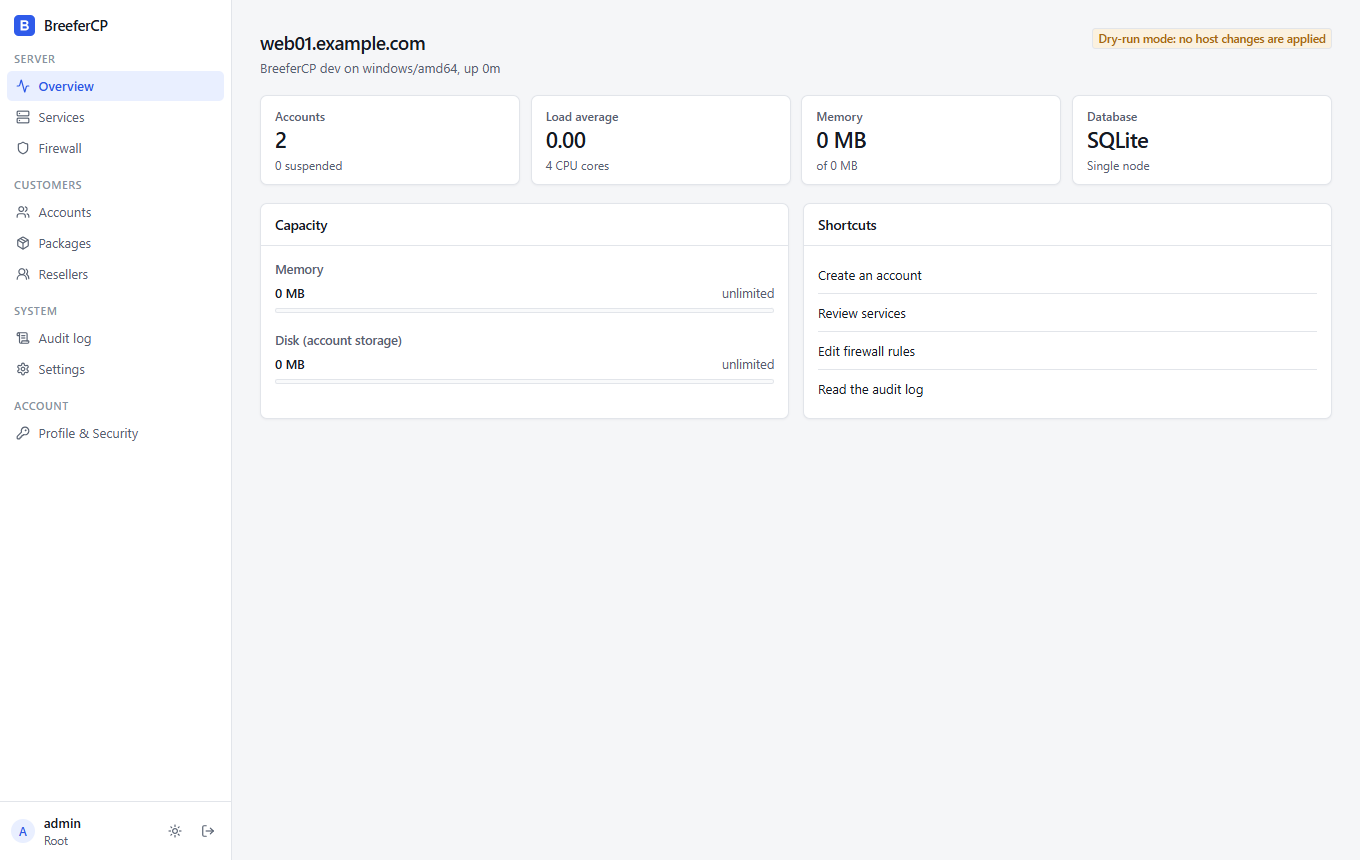 B BreeferCP
SERVER
Overview
Services
Firewall
CUSTOMERS
Accounts
Packages
Resellers
SYSTEM
Audit log
Settings
ACCOUNT
Profile & Security
A admin
Root
web01.example.com
BreeferCP dev on windows/amd64, up 0m
Dry-run mode: no host changes are applied
Accounts
2
0 suspended
Load average
0.00
4 CPU cores
Memory
0 MB
of 0 MB
Database
SQLite
Single node
Capacity
Memory
0 MB unlimited
Disk (account storage)
0 MB unlimited
Shortcuts
Create an account
Review services
Edit firewall rules
Read the audit log